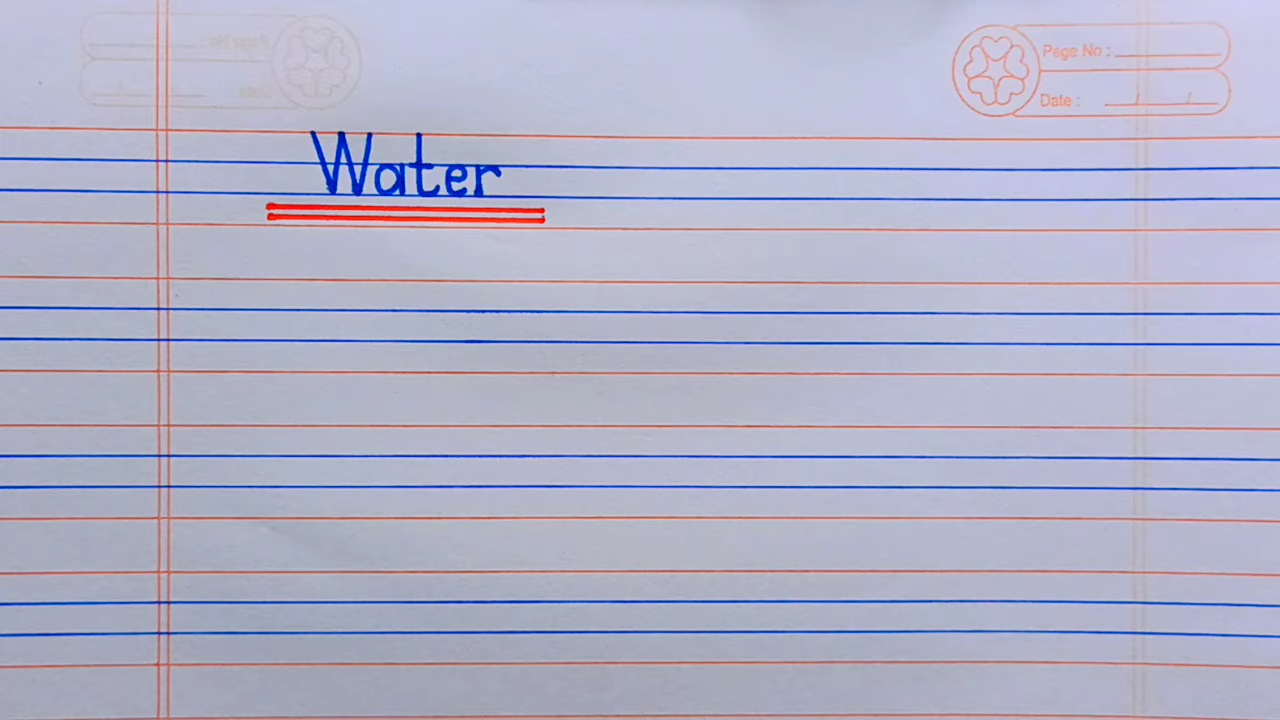 Page No :
Date :
Water